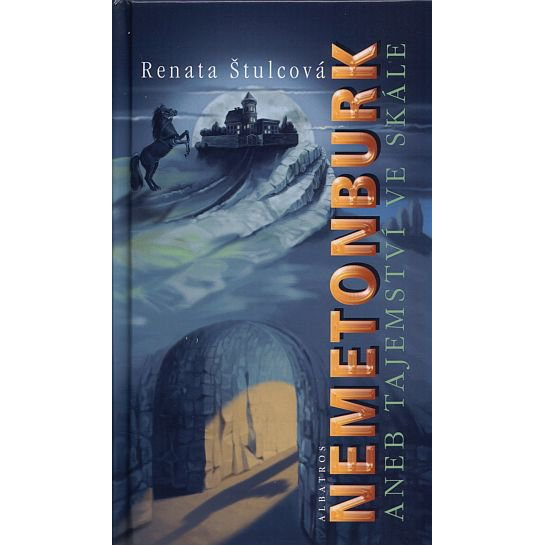 Renata Štulcová
NEMETONBURK
ANEB TAJEMSTVÍ VE SKÁLE
ALBATROS